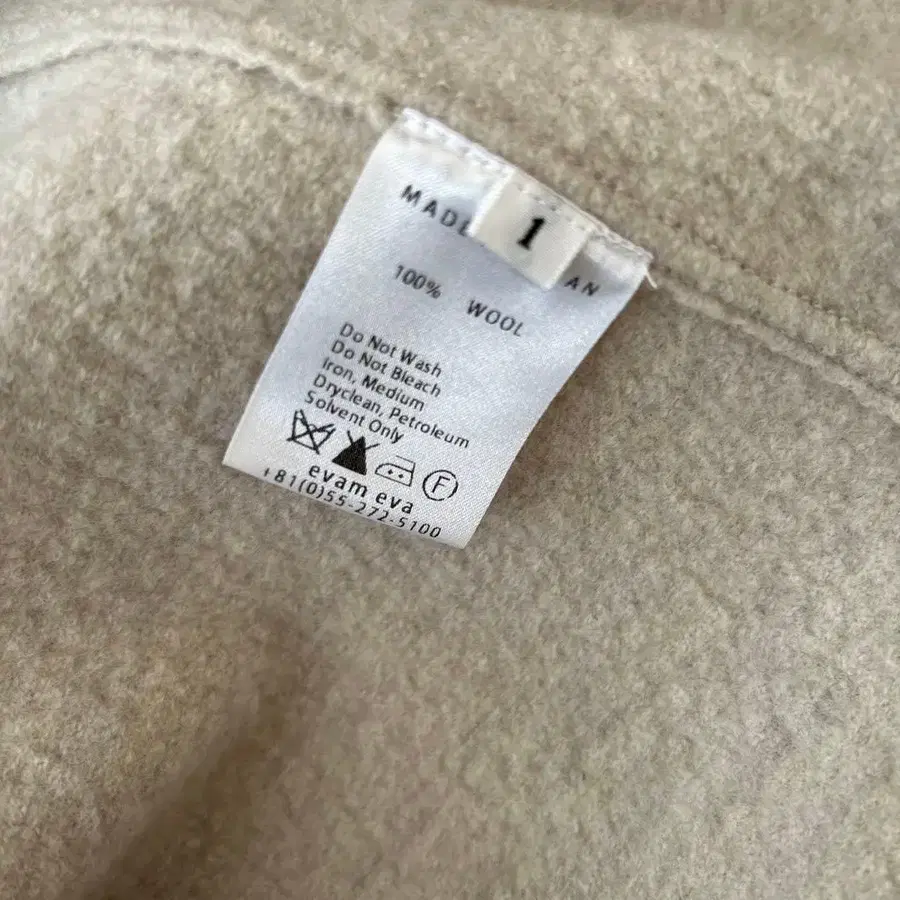 MADE
1
AN
100% WOOL
Do Not Wash
Do Not Bleach
Iron, Medium
Dryclean, Petroleum
Solvent Only
F
evam eva
+81(0)55-272-5100